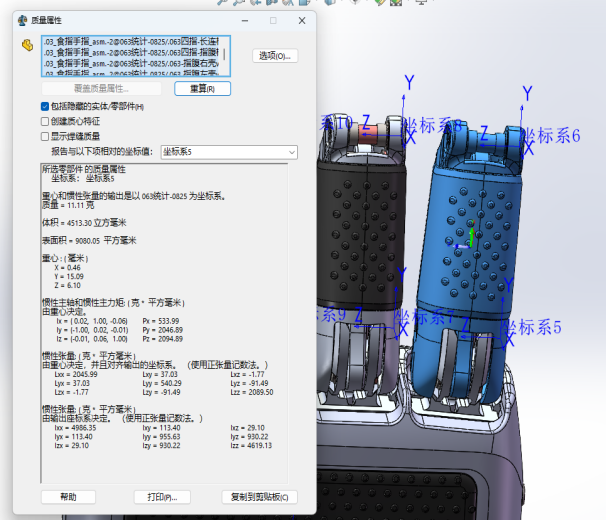 质量属性
.03_食指手指_asm.-2@063统计-0825/.063四指-长连
.03_食指手指_asm.-2@063统计-0825/.063四指-指腹
.03_食指手指_asm.-2@063统计-0825/.03-指腹右壳
.03_食指手指_asm.-2@063统计-0825/.03-指腹左壳
选项(O)...
覆盖质量属性...
重算(R)
包括隐藏的实体/零部件(H)
创建质心特征
显示焊缝质量
报告与以下项相对的坐标值: 坐标系5
所选零部件 的质量属性
坐标系: 坐标系5
重心和惯性张量的输出是以 063统计-0825 为坐标系。
质量 = 11.11 克
体积 = 4513.30 立方毫米
表面积 = 9080.05 平方毫米
重心 : ( 毫米 )
X = 0.46
Y = 15.09
Z = 6.10
惯性主轴和惯性主力矩: ( 克 * 平方毫米 )
由重心决定。
Ix = ( 0.02, 1.00, -0.06) Px = 533.99
Iy = (-1.00, 0.02, -0.01) Py = 2046.89
Iz = (-0.01, 0.06, 1.00) Pz = 2094.89
惯性张量: ( 克 * 平方毫米 )
由重心决定，并且对齐输出的坐标系。 （使用正张量记数法。）
Lxx = 2045.99 Lxy = 37.03 Lxz = -1.77
Lyx = 37.03 Lyy = 540.29 Lyz = -91.49
Lzx = -1.77 Lzy = -91.49 Lzz = 2089.50
惯性张量: ( 克 * 平方毫米 )
由输出座标系决定。 （使用正张量记数法。）
Ixx = 4986.35 Ixy = 113.40 Ixz = 29.10
Iyx = 113.40 Iyy = 955.63 Iyz = 930.22
Izx = 29.10 Izy = 930.22 Izz = 4619.13
帮助
打印(P)...
复制到剪贴板(C)
Y
Y
系10 Z 坐标系8
X
Z 坐标系6
X
Y
系9 Z 坐标系7
X
Y
Z 坐标系5
X